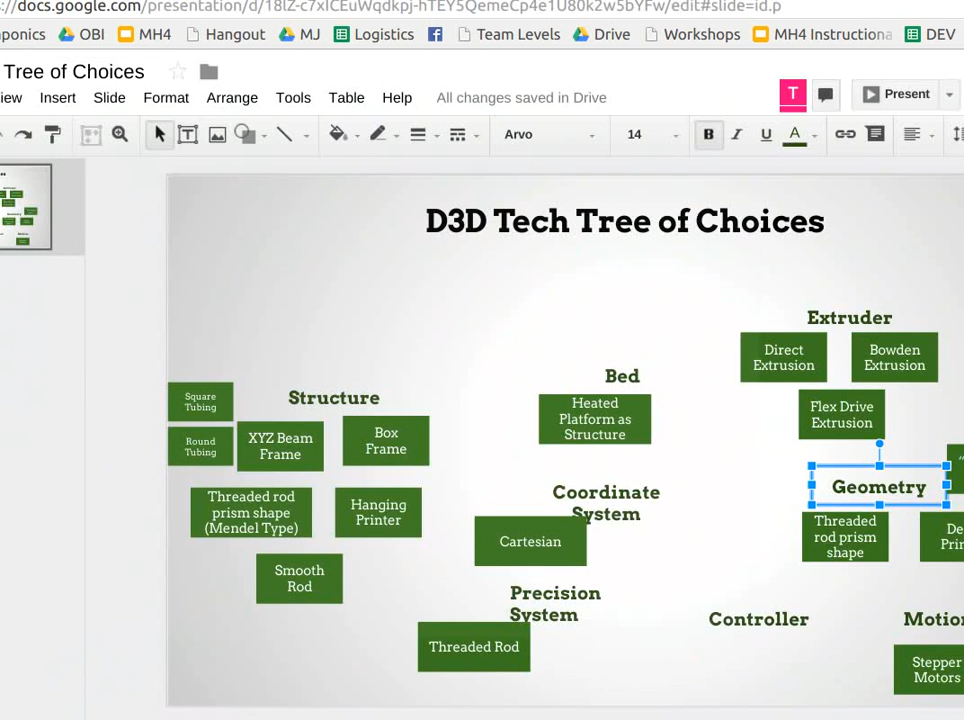 ://docs.google.com/presentation/d/18lZ-c7xICEuWqdkpj-hTEY5QemeCp4e1U80k2w5bYFw/edit#slide=id.p
aponics OBI MH4 Hangout MJ Logistics Team Levels Drive Workshops MH4 Instructiona DEV
Tree of Choices
iew Insert Slide Format Arrange Tools Table Help All changes saved in Drive
T
Present
Arvo 14 B I U A
D3D Tech Tree of Choices
Extruder
Direct
Extrusion
Bowden
Extrusion
Flex Drive
Extrusion
Bed
Heated
Platform as
Structure
Structure
Square
Tubing
Round
Tubing
XYZ Beam
Frame
Box
Frame
Threaded rod
prism shape
(Mendel Type)
Hanging
Printer
Smooth
Rod
Coordinate
System
Cartesian
Geometry
Threaded
rod prism
shape
De
Prin
Precision
System
Threaded Rod
Controller
Motion
Stepper
Motors